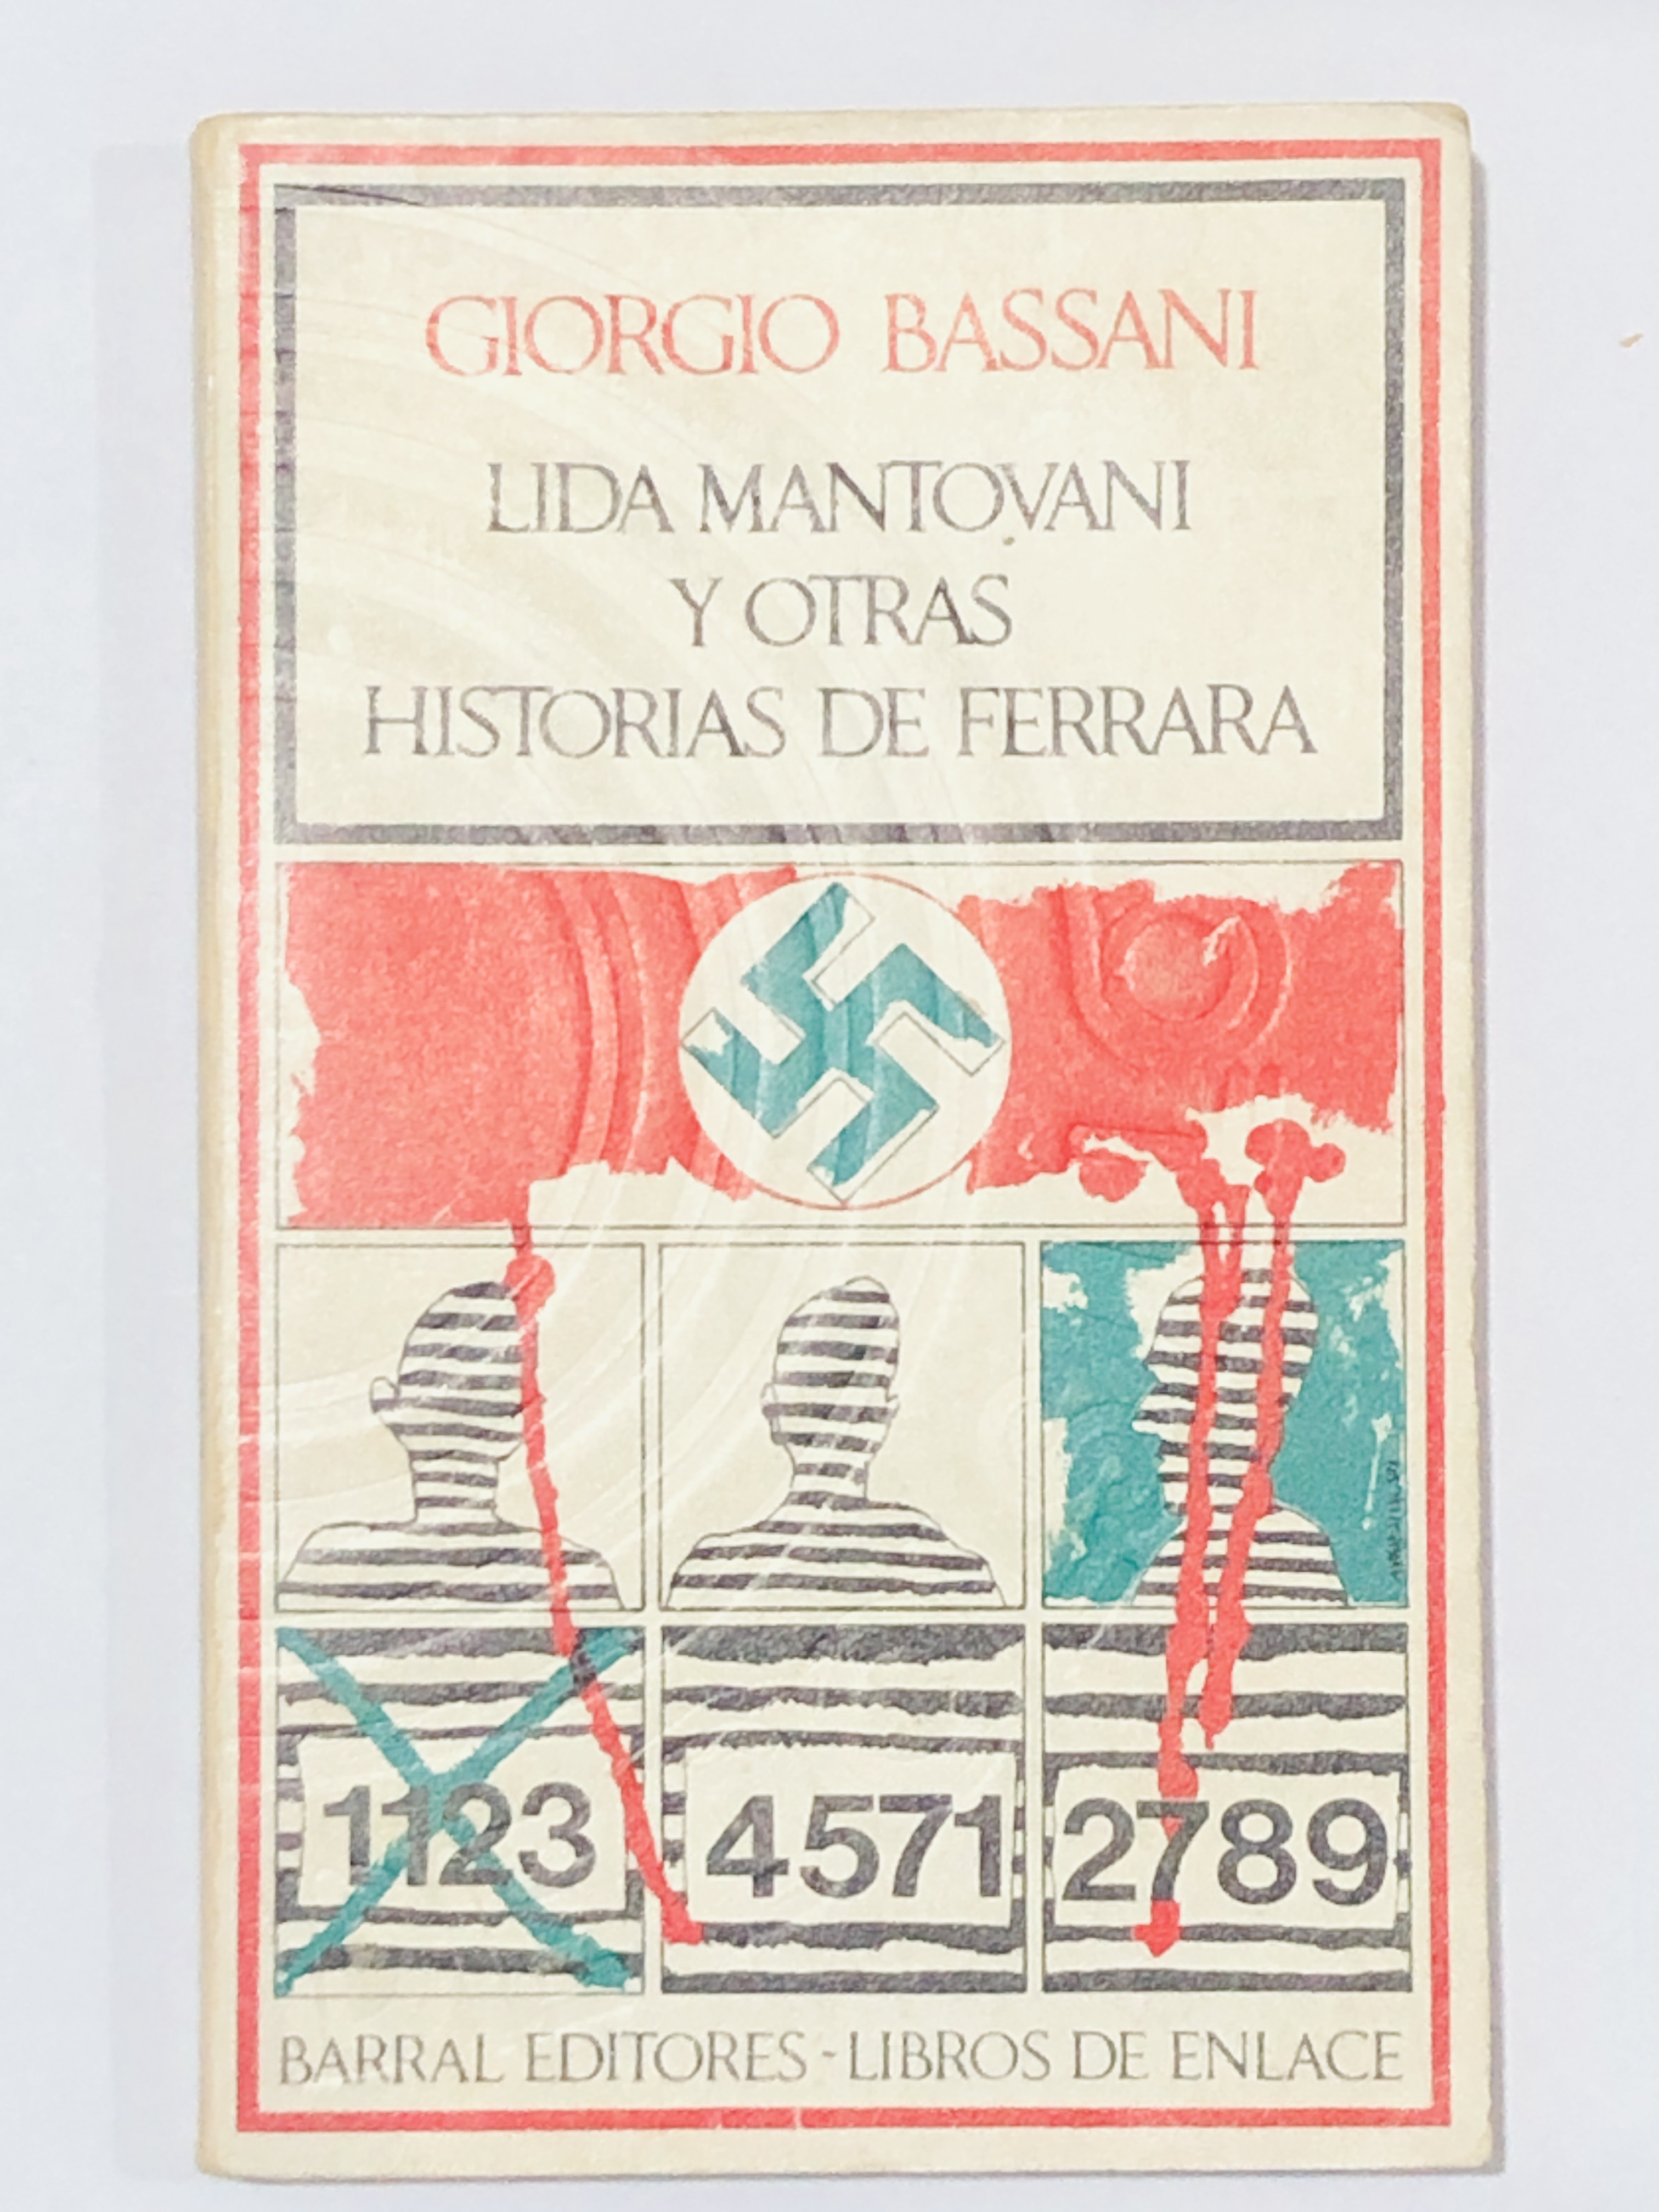 GIORGIO BASSANI
LIDA MANTOVANI
Y OTRAS
HISTORIAS DE FERRARA
1123
4571
2789
BARRAL EDITORES - LIBROS DE ENLACE